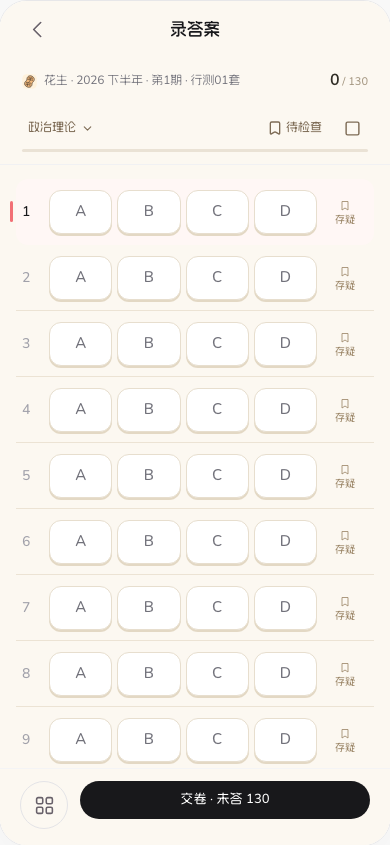 录答案
花生 · 2026 下半年 · 第1期 · 行测01套
0 / 130
政治理论
待检查
1 A B C D 存疑
2 A B C D 存疑
3 A B C D 存疑
4 A B C D 存疑
5 A B C D 存疑
6 A B C D 存疑
7 A B C D 存疑
8 A B C D 存疑
9 A B C D 存疑
交卷 · 未答 130